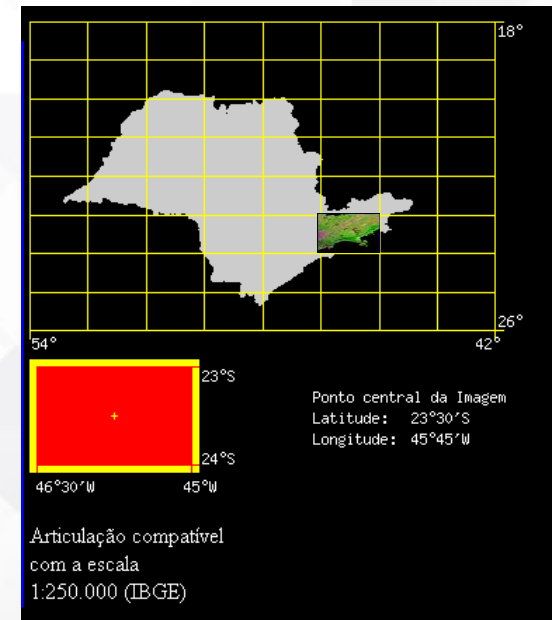 18°
26°
54° 42°
23°S
Ponto central da Imagem
Latitude: 23°30'S
Longitude: 45°45'W
24°S
46°30'W 45°W
Articulação compatível
com a escala
1:250.000 (IBGE)